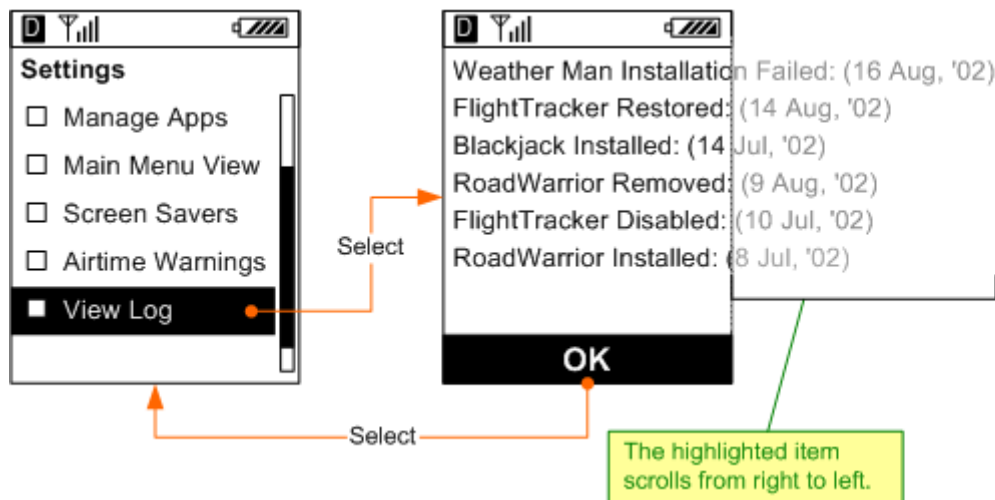 D
Settings
Manage Apps
Main Menu View
Screen Savers
Airtime Warnings
View Log
Select
D
Weather Man Installation Failed: (16 Aug, '02)
FlightTracker Restored: (14 Aug, '02)
Blackjack Installed: (14 Jul, '02)
RoadWarrior Removed: (9 Aug, '02)
FlightTracker Disabled: (10 Jul, '02)
RoadWarrior Installed: (8 Jul, '02)
OK
Select
The highlighted item
scrolls from right to left.